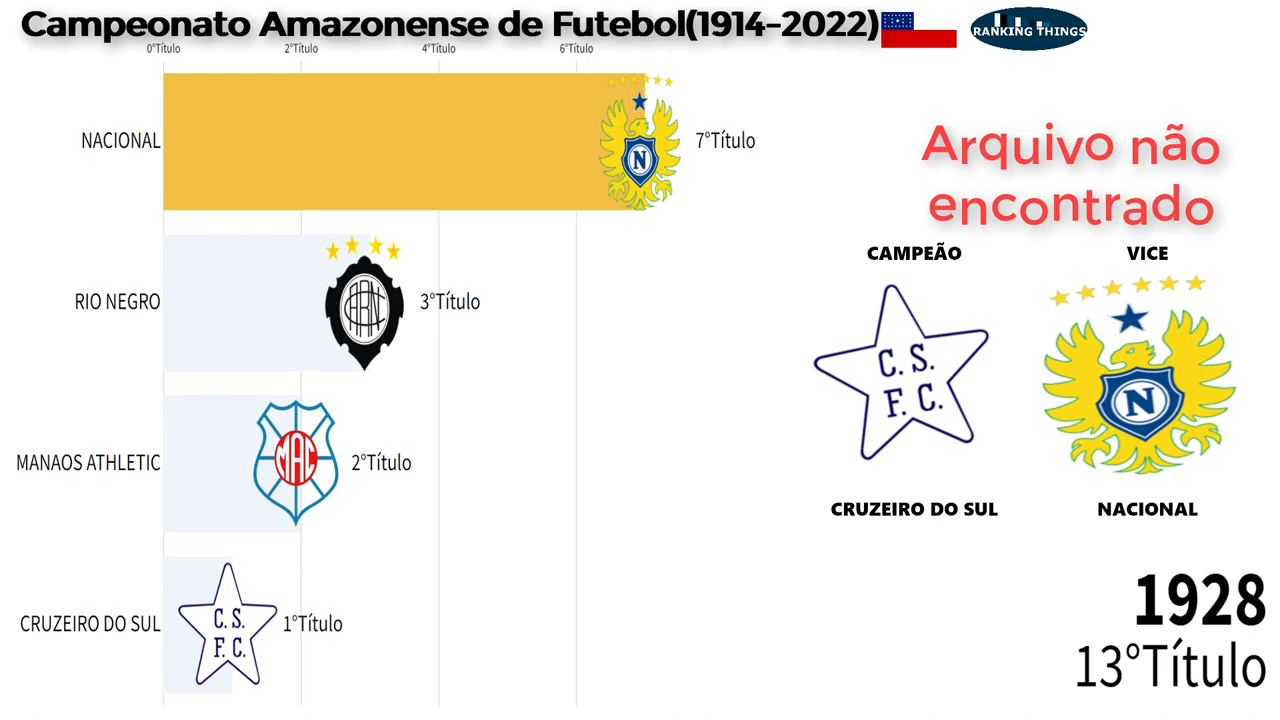 Campeonato Amazonense de Futebol(1914-2022)
RANKING THINGS
0°Título
2°Título
4°Título
6°Título
NACIONAL
N
7°Título
Arquivo não
encontrado
CAMPEÃO
VICE
RIO NEGRO
3°Título
C. S.
F. C.
N
MANAOS ATHLETIC
MAC
2°Título
CRUZEIRO DO SUL
NACIONAL
CRUZEIRO DO SUL
C. S.
F. C.
1°Título
1928
13°Título